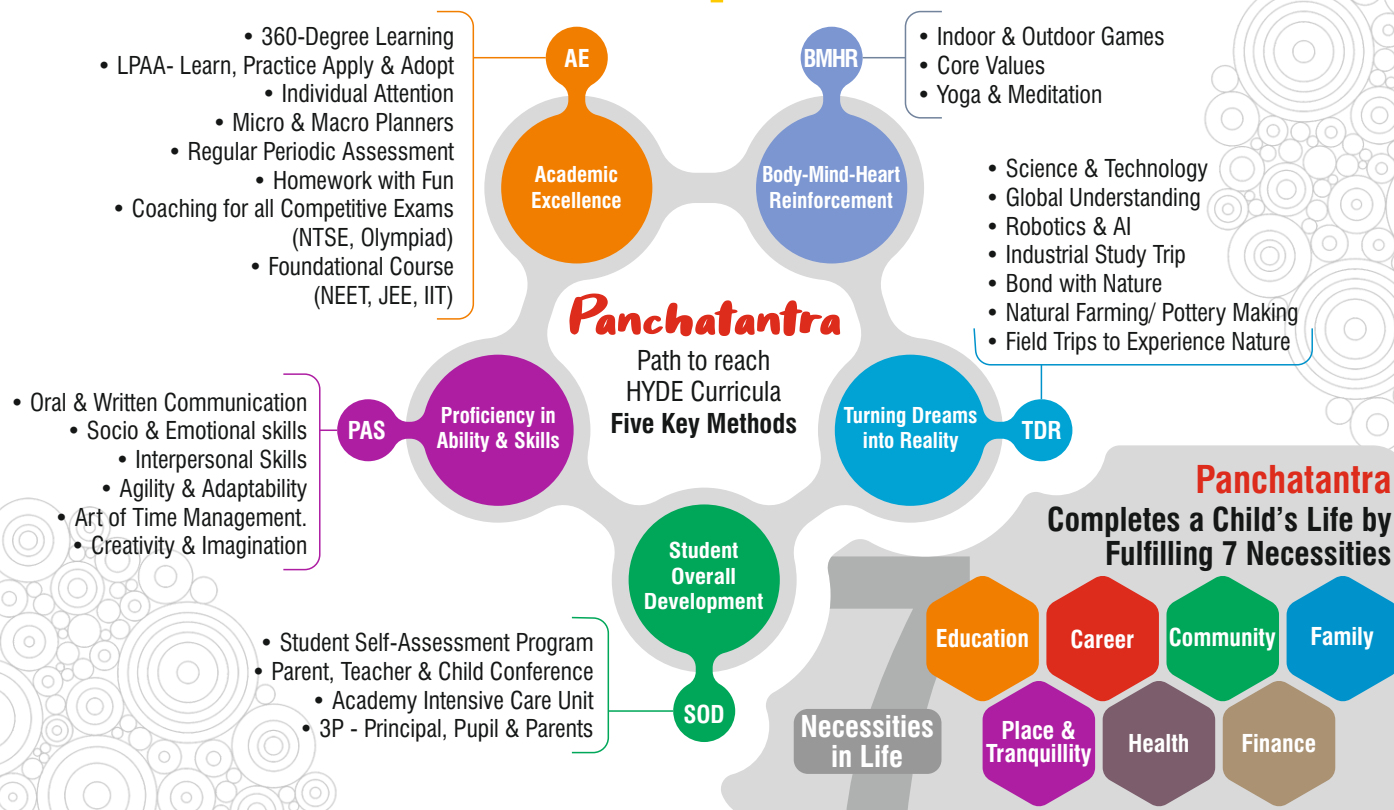 • 360-Degree Learning
• LPAA- Learn, Practice Apply & Adopt
• Individual Attention
• Micro & Macro Planners
• Regular Periodic Assessment
• Homework with Fun
• Coaching for all Competitive Exams
(NTSE, Olympiad)
• Foundational Course
(NEET, JEE, IIT)
AE
Academic
Excellence
BMHR
Body-Mind-Heart
Reinforcement
• Indoor & Outdoor Games
• Core Values
• Yoga & Meditation
• Science & Technology
• Global Understanding
• Robotics & AI
• Industrial Study Trip
• Bond with Nature
• Natural Farming/ Pottery Making
• Field Trips to Experience Nature
Panchatantra
Path to reach
HYDE Curricula
Five Key Methods
• Oral & Written Communication
• Socio & Emotional skills
• Interpersonal Skills
• Agility & Adaptability
• Art of Time Management.
• Creativity & Imagination
PAS
Proficiency in
Ability & Skills
Turning Dreams
into Reality
TDR
Student
Overall
Development
SOD
• Student Self-Assessment Program
• Parent, Teacher & Child Conference
• Academy Intensive Care Unit
• 3P - Principal, Pupil & Parents
Panchatantra
Completes a Child's Life by
Fulfilling 7 Necessities
7
Necessities
in Life
Education
Career
Community
Family
Place &
Tranquillity
Health
Finance